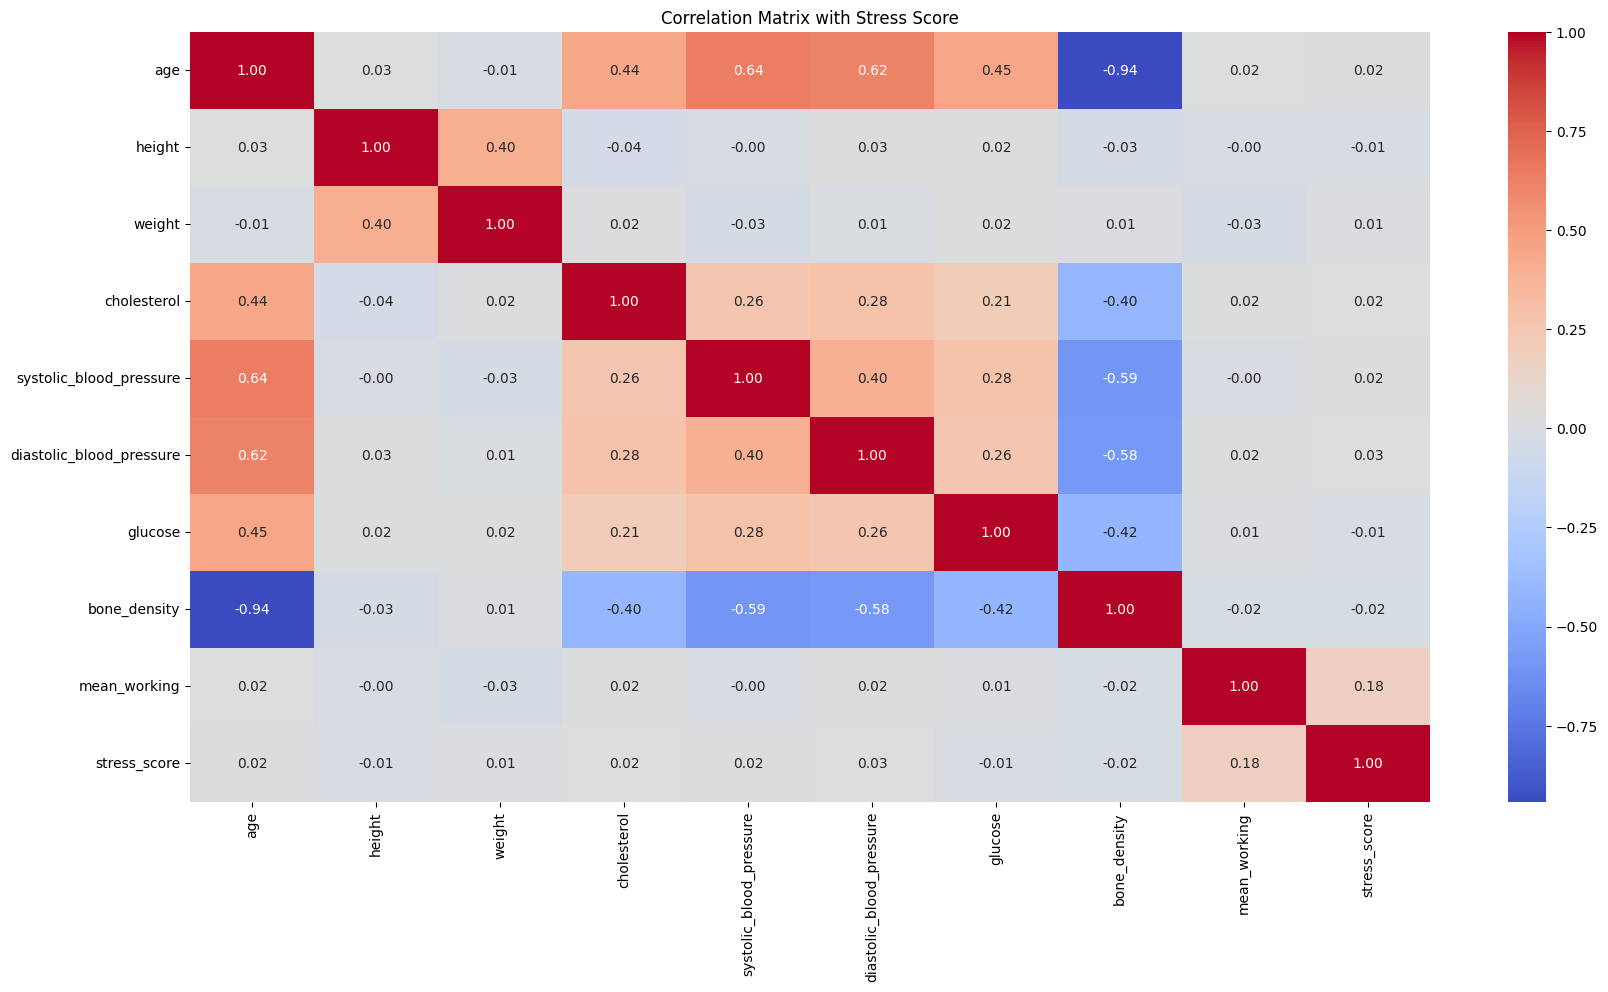 Correlation Matrix with Stress Score
age 1.00 0.03 -0.01 0.44 0.64 0.62 0.45 -0.94 0.02 0.02
height 0.03 1.00 0.40 -0.04 -0.00 0.03 0.02 -0.03 -0.00 -0.01
weight -0.01 0.40 1.00 0.02 -0.03 0.01 0.02 0.01 -0.03 0.01
cholesterol 0.44 -0.04 0.02 1.00 0.26 0.28 0.21 -0.40 0.02 0.02
systolic_blood_pressure 0.64 -0.00 -0.03 0.26 1.00 0.40 0.28 -0.59 -0.00 0.02
diastolic_blood_pressure 0.62 0.03 0.01 0.28 0.40 1.00 0.26 -0.58 0.02 0.03
glucose 0.45 0.02 0.02 0.21 0.28 0.26 1.00 -0.42 0.01 -0.01
bone_density -0.94 -0.03 0.01 -0.40 -0.59 -0.58 -0.42 1.00 -0.02 -0.02
mean_working 0.02 -0.00 -0.03 0.02 -0.00 0.02 0.01 -0.02 1.00 0.18
stress_score 0.02 -0.01 0.01 0.02 0.02 0.03 -0.01 -0.02 0.18 1.00
age
height
weight
cholesterol
systolic_blood_pressure
diastolic_blood_pressure
glucose
bone_density
mean_working
stress_score
1.00
0.75
0.50
0.25
0.00
−0.25
−0.50
−0.75